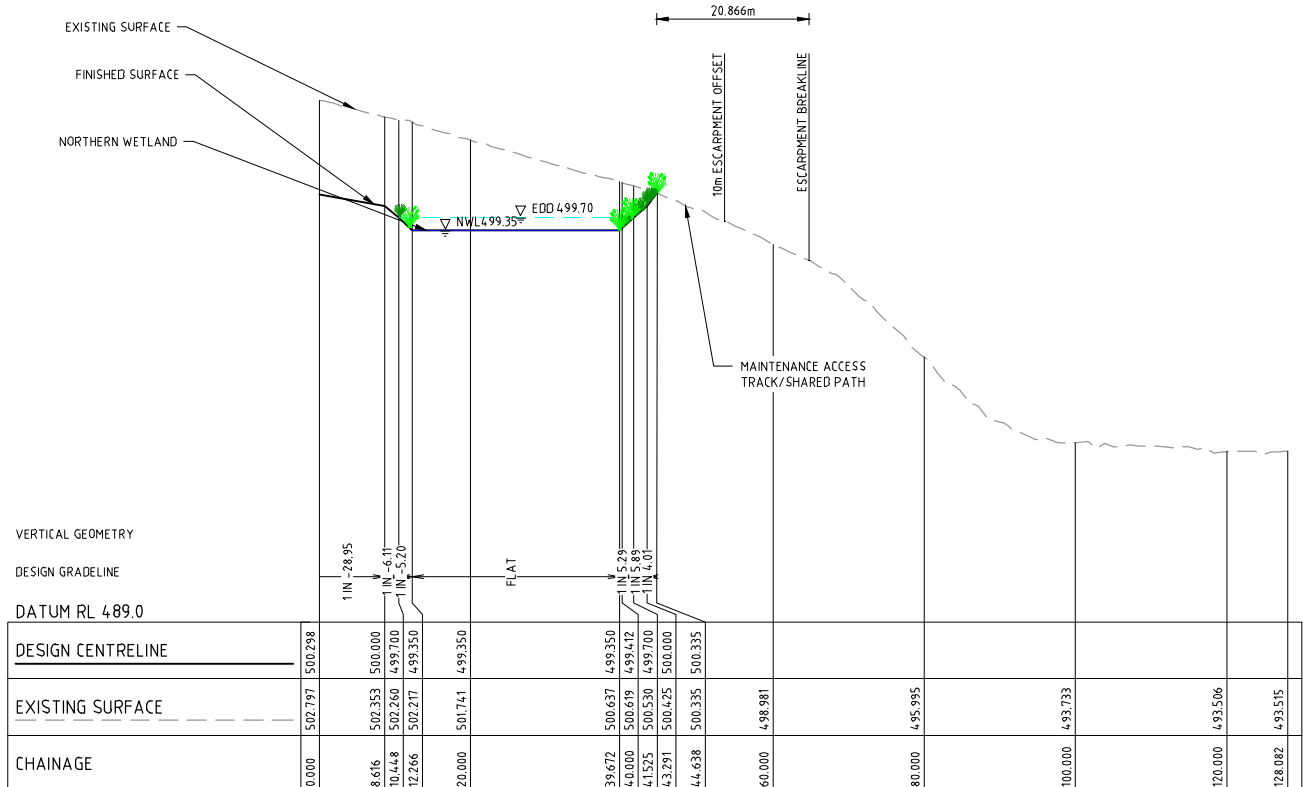 20.866m
EXISTING SURFACE
FINISHED SURFACE
NORTHERN WETLAND
10m ESCARPMENT OFFSET
ESCARPMENT BREAKLINE
EDD 499.70
NWL499.35
MAINTENANCE ACCESS
TRACK/SHARED PATH
VERTICAL GEOMETRY
DESIGN GRADELINE
1 IN -28.95
1 IN -6.11
1 IN -5.20
FLAT
1 IN 5.29
1 IN 5.89
1 IN 4.01
DATUM RL 489.0
DESIGN CENTRELINE 500.298 500.000 499.700 499.350 499.350 499.350 499.412 499.700 500.000 500.335
EXISTING SURFACE 502.797 502.353 502.260 502.217 501.741 500.637 500.619 500.530 500.425 500.335 498.981 495.995 493.733 493.506 493.515
CHAINAGE 0.000 8.616 10.448 12.266 20.000 39.672 40.000 41.525 43.291 44.638 60.000 80.000 100.000 120.000 128.082